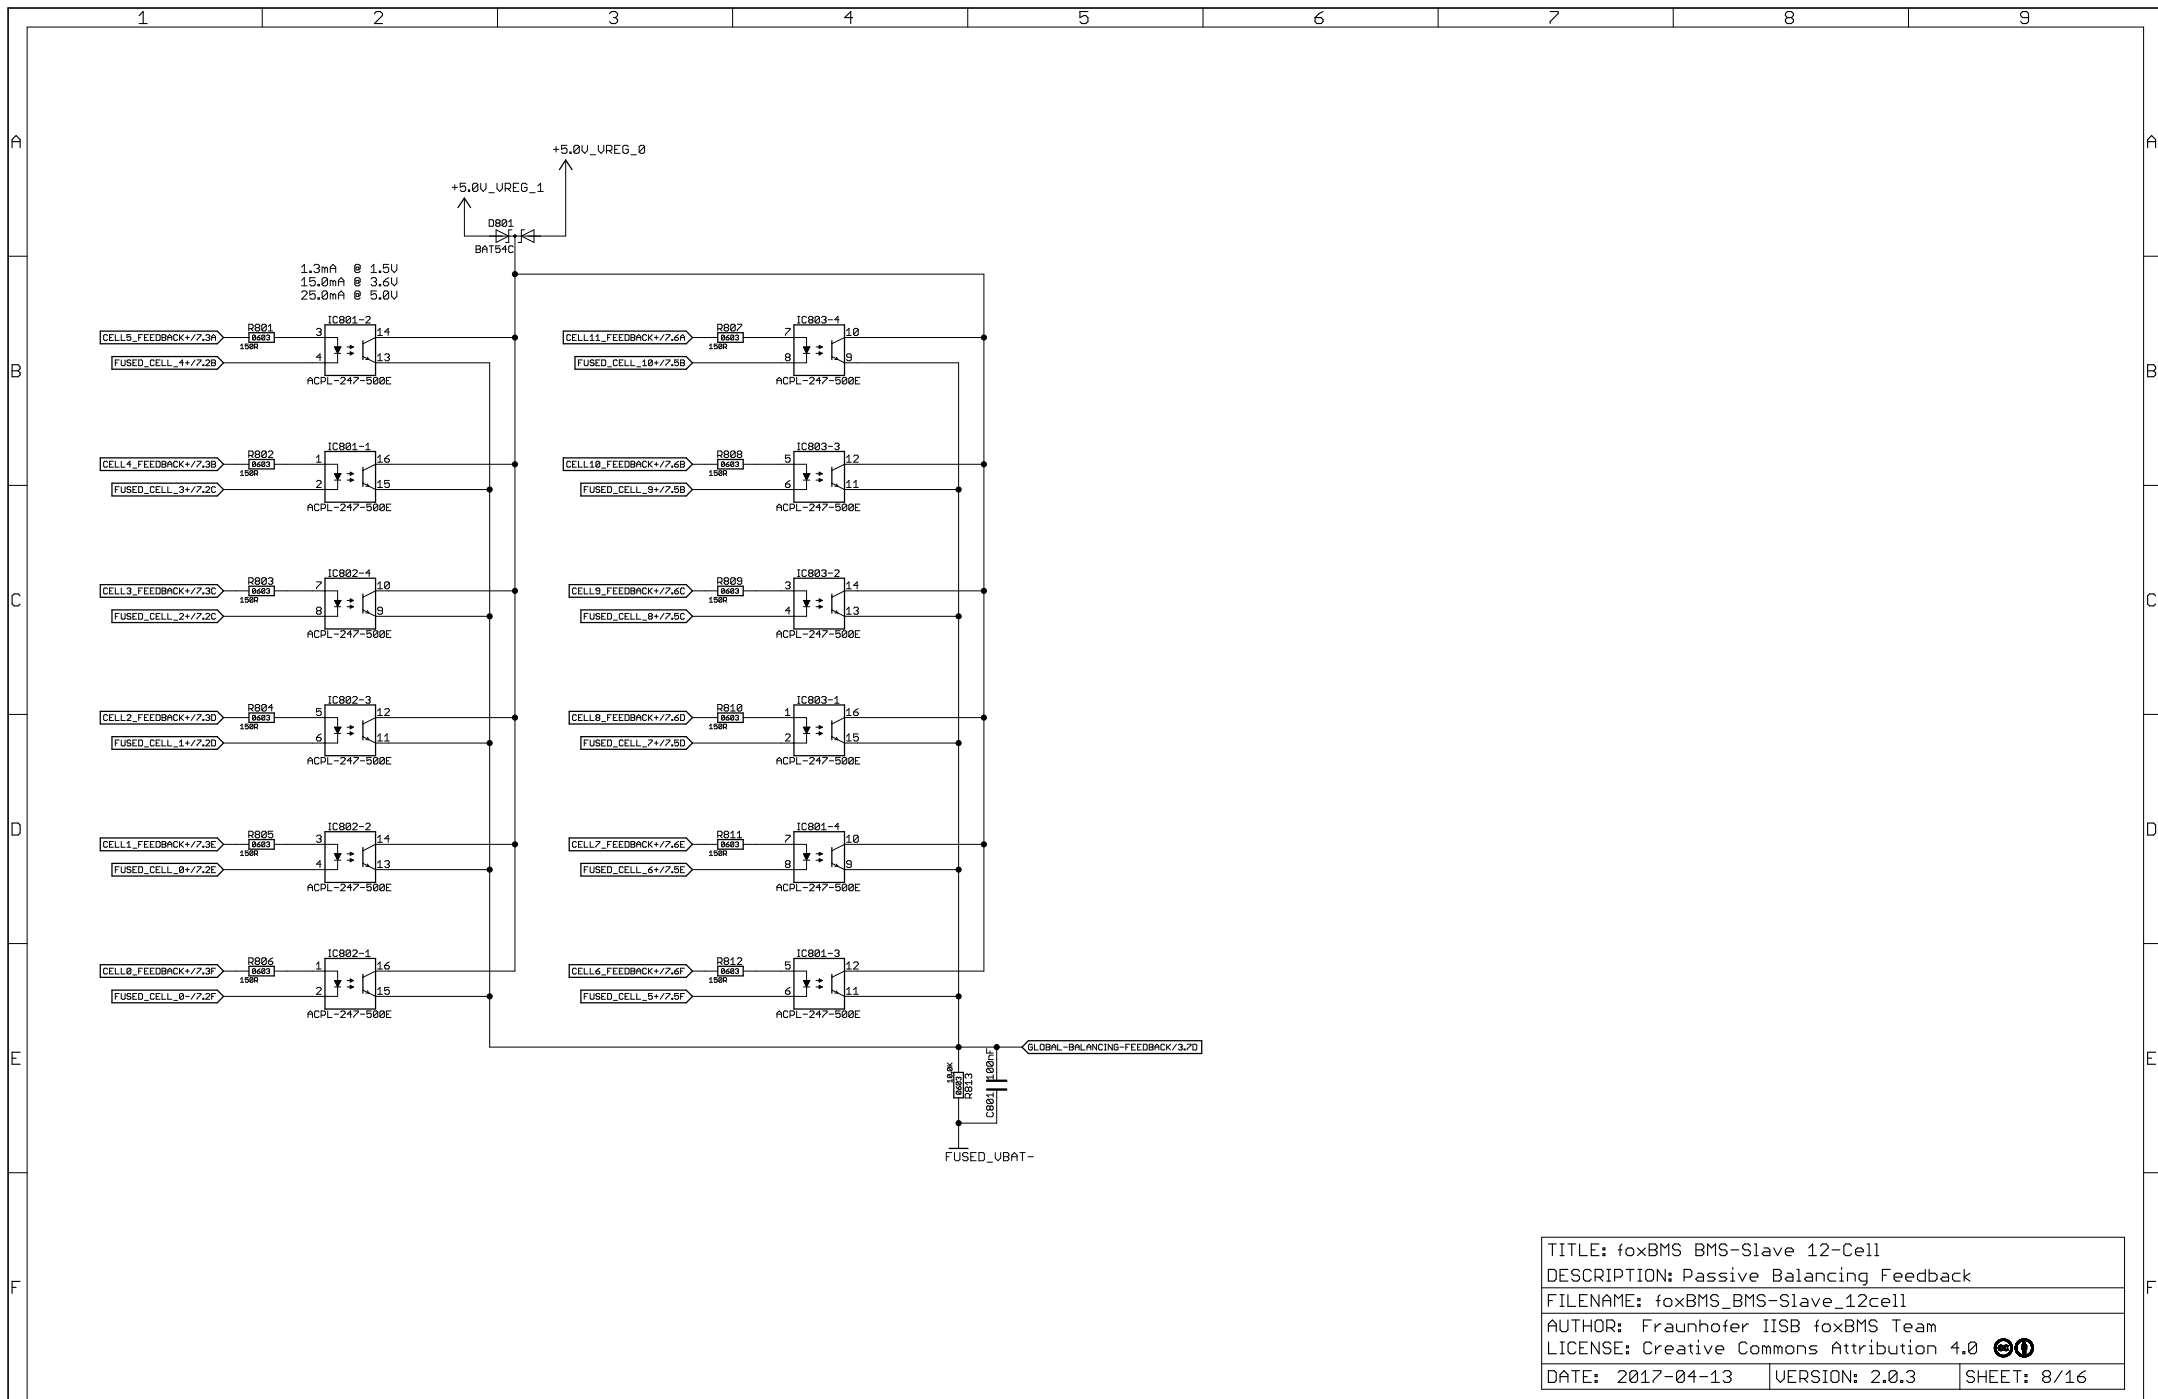 1 2 3 4 5 6 7 8 9
A A
+5.0V_VREG_0
+5.0V_VREG_1
D801
BAT54C
1.3mA @ 1.5V
15.0mA @ 3.6V
25.0mA @ 5.0V
B B
CELL5_FEEDBACK+/7.3A R801 0603 150R 3 IC801-2 14
FUSED_CELL_4+/7.2B 4 13
ACPL-247-500E
CELL11_FEEDBACK+/7.6A R807 0603 150R 7 IC803-4 10
FUSED_CELL_10+/7.5B 8 9
ACPL-247-500E
CELL4_FEEDBACK+/7.3B R802 0603 150R 1 IC801-1 16
FUSED_CELL_3+/7.2C 2 15
ACPL-247-500E
CELL10_FEEDBACK+/7.6B R808 0603 150R 5 IC803-3 12
FUSED_CELL_9+/7.5B 6 11
ACPL-247-500E
C C
CELL3_FEEDBACK+/7.3C R803 0603 150R 7 IC802-4 10
FUSED_CELL_2+/7.2C 8 9
ACPL-247-500E
CELL9_FEEDBACK+/7.6C R809 0603 150R 3 IC803-2 14
FUSED_CELL_8+/7.5C 4 13
ACPL-247-500E
CELL2_FEEDBACK+/7.3D R804 0603 150R 5 IC802-3 12
FUSED_CELL_1+/7.2D 6 11
ACPL-247-500E
CELL8_FEEDBACK+/7.6D R810 0603 150R 1 IC803-1 16
FUSED_CELL_7+/7.5D 2 15
ACPL-247-500E
D D
CELL1_FEEDBACK+/7.3E R805 0603 150R 3 IC802-2 14
FUSED_CELL_0+/7.2E 4 13
ACPL-247-500E
CELL7_FEEDBACK+/7.6E R811 0603 150R 7 IC801-4 10
FUSED_CELL_6+/7.5E 8 9
ACPL-247-500E
CELL0_FEEDBACK+/7.3F R806 0603 150R 1 IC802-1 16
FUSED_CELL_0-/7.2F 2 15
ACPL-247-500E
CELL6_FEEDBACK+/7.6F R812 0603 150R 5 IC801-3 12
FUSED_CELL_5+/7.5F 6 11
ACPL-247-500E
E E
GLOBAL-BALANCING-FEEDBACK/3.7D
10.0K 0603 R813
C801 100nF
FUSED_VBAT-
F F
TITLE: foxBMS BMS-Slave 12-Cell
DESCRIPTION: Passive Balancing Feedback
FILENAME: foxBMS_BMS-Slave_12cell
AUTHOR: Fraunhofer IISB foxBMS Team
LICENSE: Creative Commons Attribution 4.0 cc
DATE: 2017-04-13 VERSION: 2.0.3 SHEET: 8/16